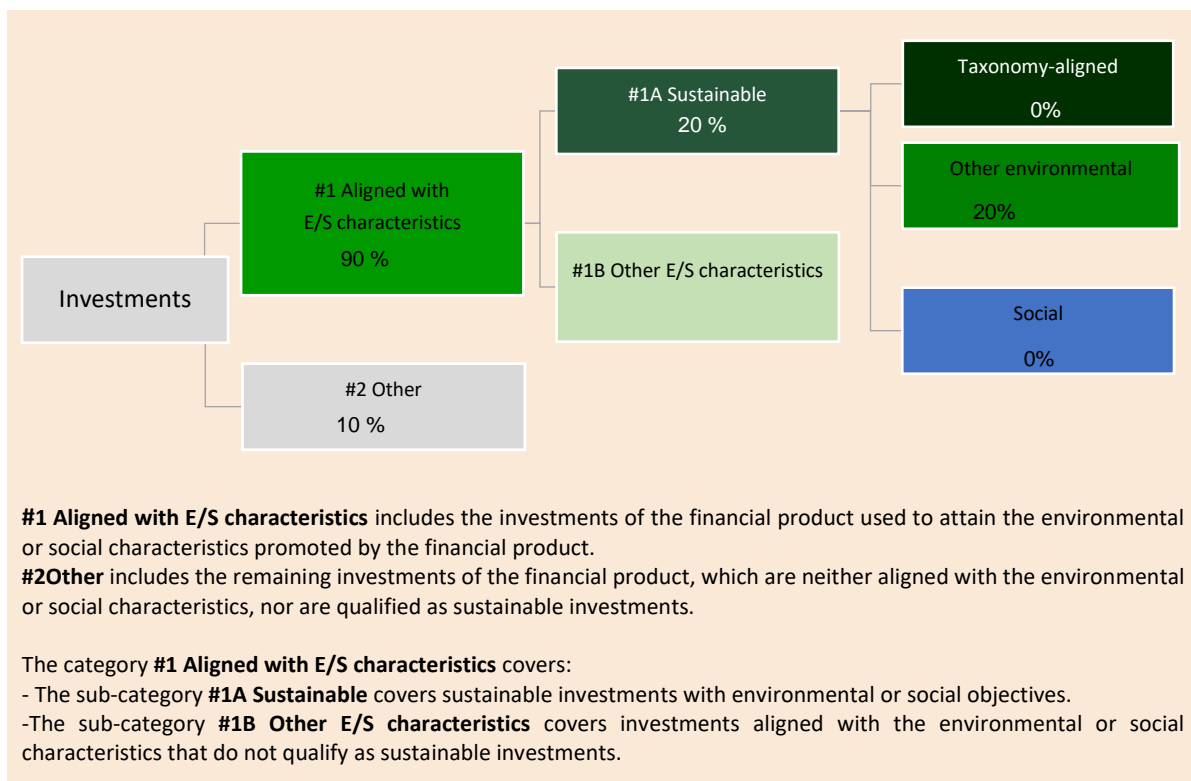 Investments
#1 Aligned with
E/S characteristics
90 %
#2 Other
10 %
#1A Sustainable
20 %
#1B Other E/S characteristics
Taxonomy-aligned
0%
Other environmental
20%
Social
0%
#1 Aligned with E/S characteristics includes the investments of the financial product used to attain the environmental
or social characteristics promoted by the financial product.
#2Other includes the remaining investments of the financial product, which are neither aligned with the environmental
or social characteristics, nor are qualified as sustainable investments.
The category #1 Aligned with E/S characteristics covers:
- The sub-category #1A Sustainable covers sustainable investments with environmental or social objectives.
-The sub-category #1B Other E/S characteristics covers investments aligned with the environmental or social
characteristics that do not qualify as sustainable investments.